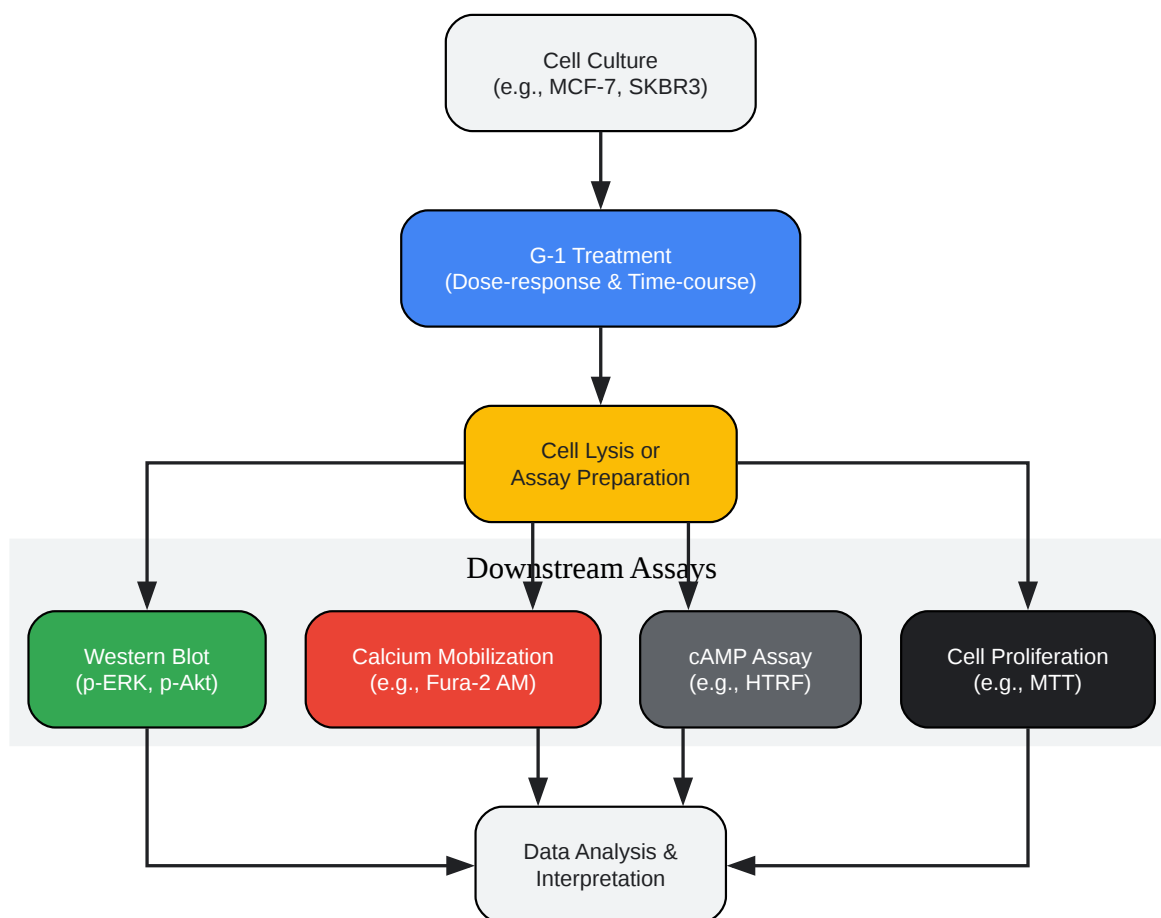 Cell Culture
(e.g., MCF-7, SKBR3)
G-1 Treatment
(Dose-response & Time-course)
Cell Lysis or
Assay Preparation
Downstream Assays
Western Blot
(p-ERK, p-Akt)
Calcium Mobilization
(e.g., Fura-2 AM)
cAMP Assay
(e.g., HTRF)
Cell Proliferation
(e.g., MTT)
Data Analysis &
Interpretation